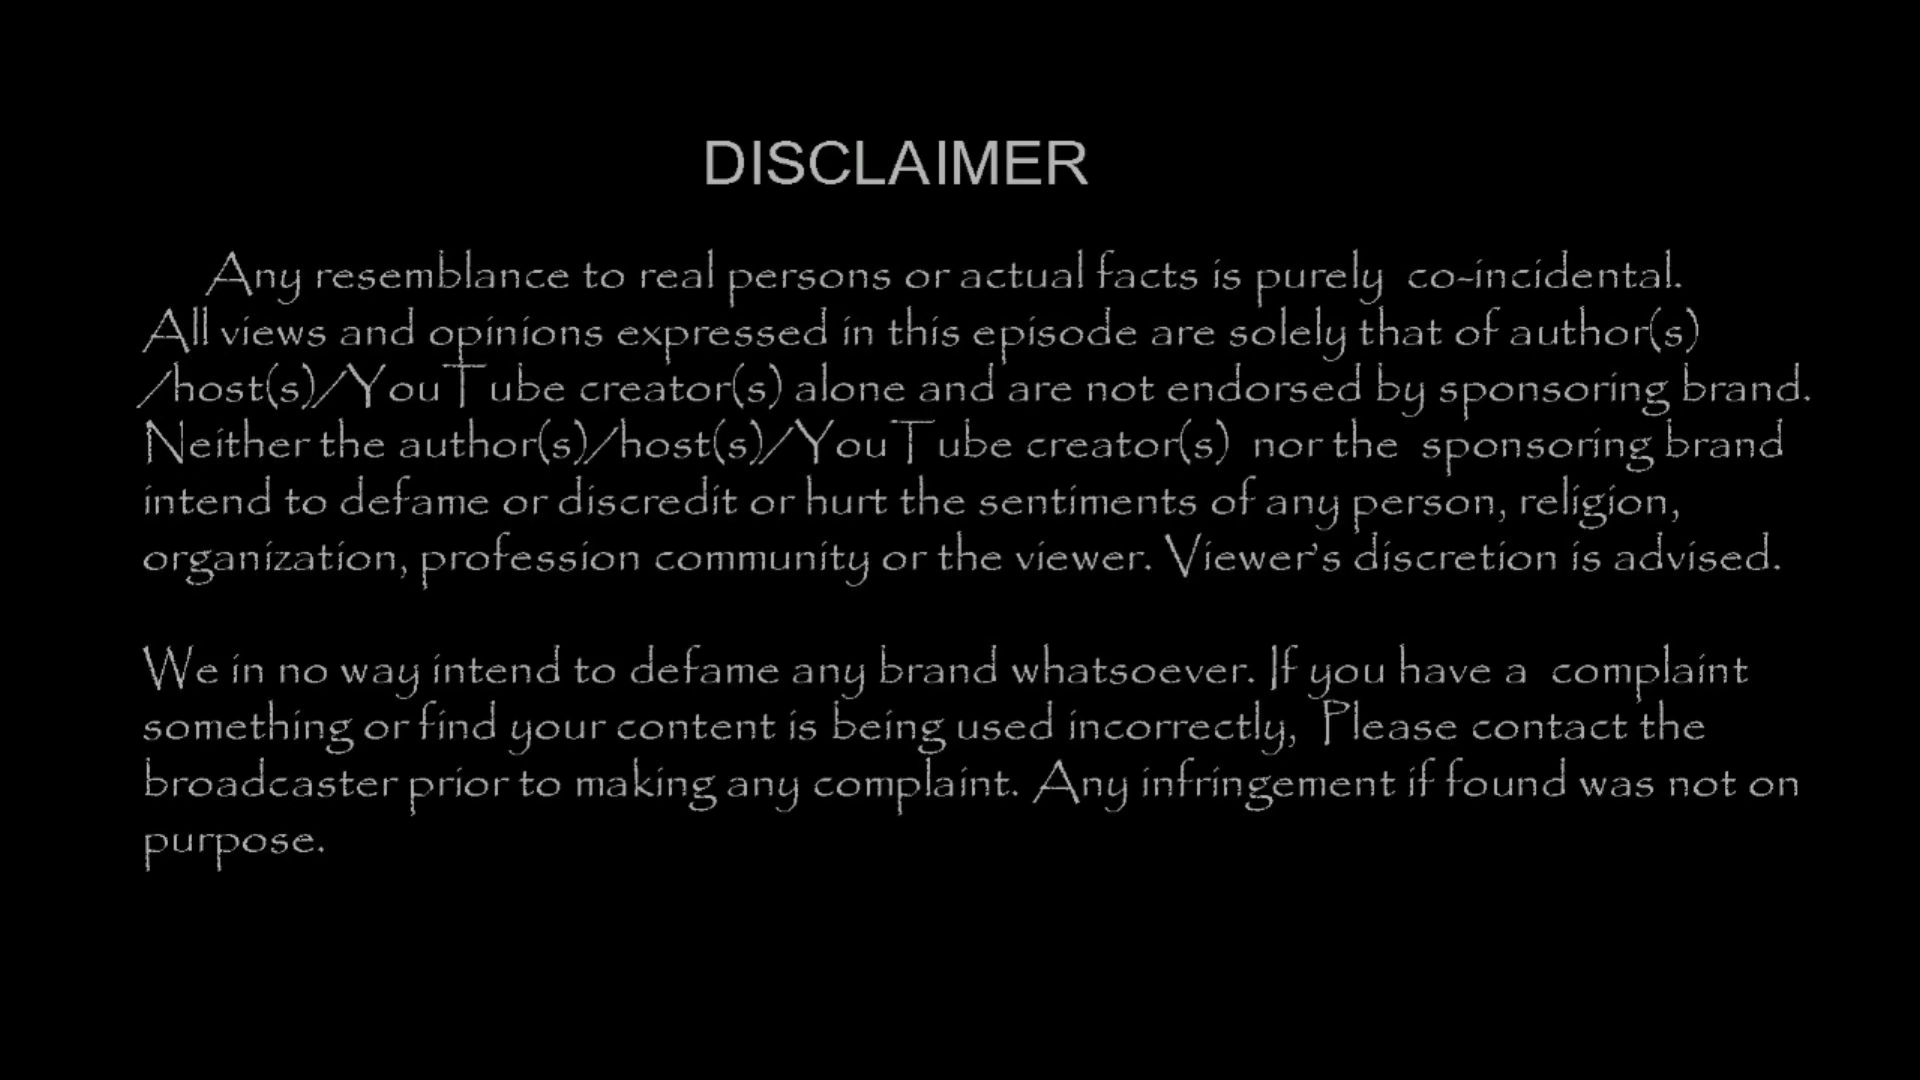 DISCLAIMER
Any resemblance to real persons or actual facts is purely co-incidental.
All views and opinions expressed in this episode are solely that of author(s)
/host(s)/YouTube creator(s) alone and are not endorsed by sponsoring brand.
Neither the author(s)/host(s)/YouTube creator(s) nor the sponsoring brand
intend to defame or discredit or hurt the sentiments of any person, religion,
organization, profession community or the viewer. Viewer's discretion is advised.
We in no way intend to defame any brand whatsoever. If you have a complaint
something or find your content is being used incorrectly, Please contact the
broadcaster prior to making any complaint. Any infringement if found was not on
purpose.